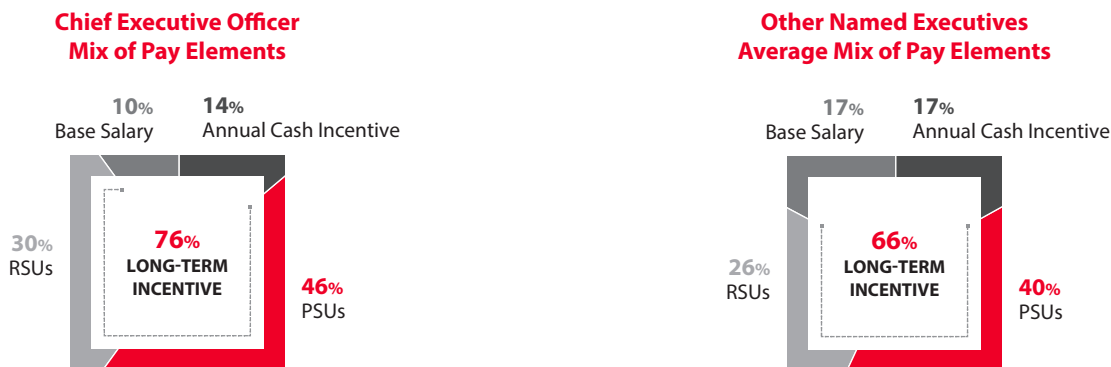 Chief Executive Officer
Mix of Pay Elements
10%
Base Salary
14%
Annual Cash Incentive
30%
RSUs
76%
LONG-TERM
INCENTIVE
46%
PSUs
Other Named Executives
Average Mix of Pay Elements
17%
Base Salary
17%
Annual Cash Incentive
26%
RSUs
66%
LONG-TERM
INCENTIVE
40%
PSUs